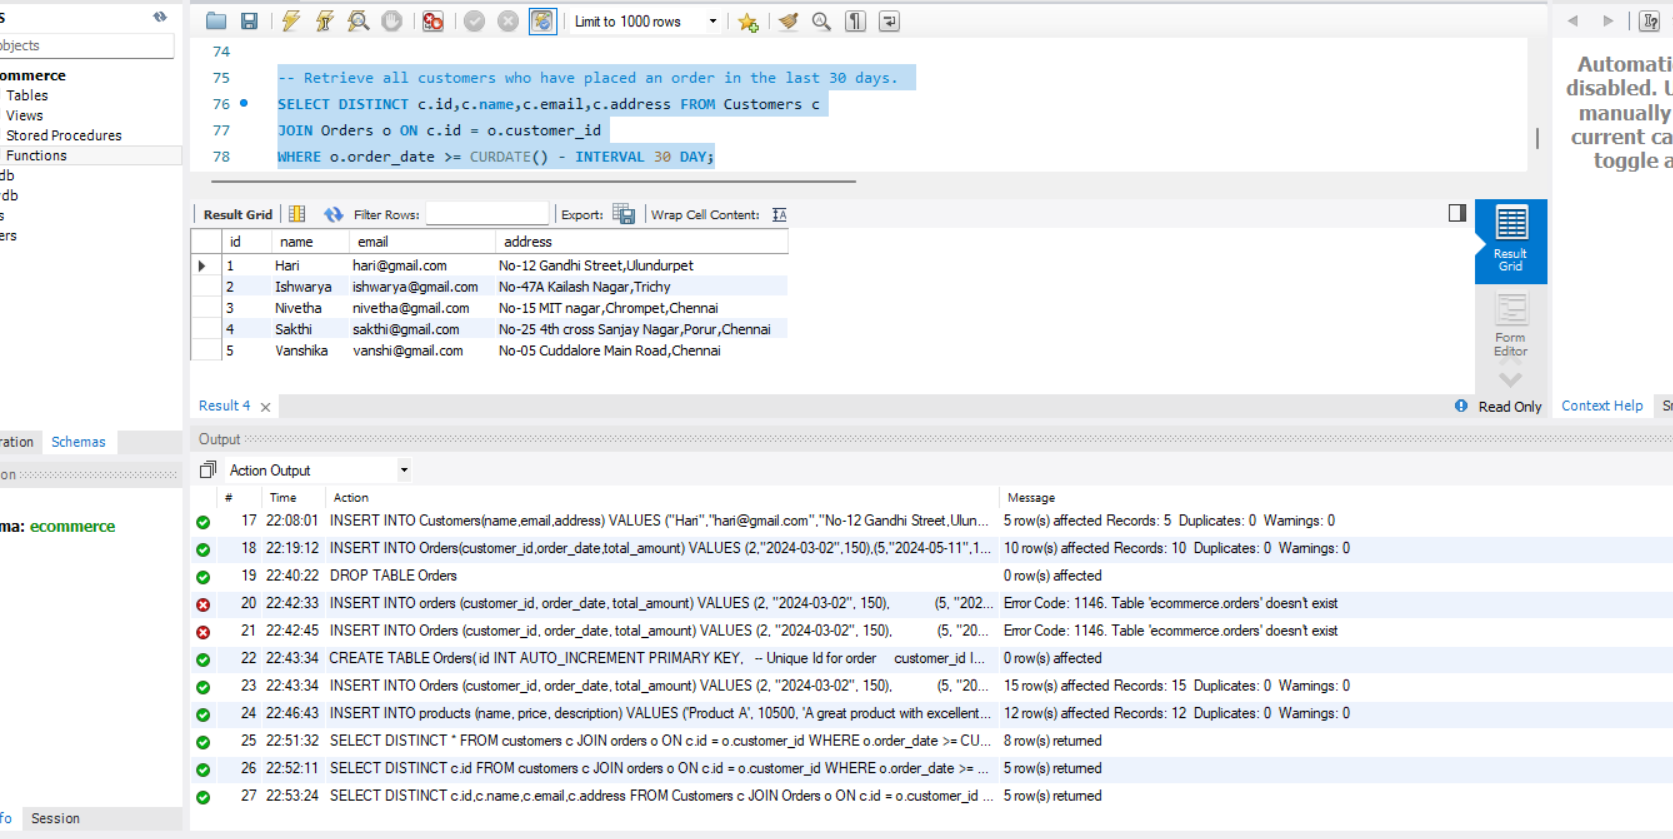 S
objects
ommerce
Tables
Views
Stored Procedures
Functions
db
db
s
ers
ration Schemas
on
ma: ecommerce
fo Session
Limit to 1000 rows
74
75 -- Retrieve all customers who have placed an order in the last 30 days.
76 SELECT DISTINCT c.id,c.name,c.email,c.address FROM Customers c
77 JOIN Orders o ON c.id = o.customer_id
78 WHERE o.order_date >= CURDATE() - INTERVAL 30 DAY;
Result Grid Filter Rows: Export: Wrap Cell Content: IA
id name email address
1 Hari hari@gmail.com No-12 Gandhi Street,Ulundurpet
2 Ishwarya ishwarya@gmail.com No-47A Kailash Nagar,Trichy
3 Nivetha nivetha@gmail.com No-15 MIT nagar,Chrompet,Chennai
4 Sakthi sakthi@gmail.com No-25 4th cross Sanjay Nagar,Porur,Chennai
5 Vanshika vanshi@gmail.com No-05 Cuddalore Main Road,Chennai
Result
Grid
Form
Editor
Result 4 Read Only
Automati
disabled. U
manually
current ca
toggle a
Context Help S
Output
Action Output
# Time Action Message
17 22:08:01 INSERT INTO Customers(name,email,address) VALUES ("Hari","hari@gmail.com","No-12 Gandhi Street,Ulun... 5 row(s) affected Records: 5 Duplicates: 0 Warnings: 0
18 22:19:12 INSERT INTO Orders(customer_id,order_date,total_amount) VALUES (2,"2024-03-02",150),(5,"2024-05-11",1... 10 row(s) affected Records: 10 Duplicates: 0 Warnings: 0
19 22:40:22 DROP TABLE Orders 0 row(s) affected
20 22:42:33 INSERT INTO orders (customer_id, order_date, total_amount) VALUES (2, "2024-03-02", 150), (5, "202... Error Code: 1146. Table 'ecommerce.orders' doesn't exist
21 22:42:45 INSERT INTO Orders (customer_id, order_date, total_amount) VALUES (2, "2024-03-02", 150), (5, "20... Error Code: 1146. Table 'ecommerce.orders' doesn't exist
22 22:43:34 CREATE TABLE Orders( id INT AUTO_INCREMENT PRIMARY KEY, -- Unique Id for order customer_id I... 0 row(s) affected
23 22:43:34 INSERT INTO Orders (customer_id, order_date, total_amount) VALUES (2, "2024-03-02", 150), (5, "20... 15 row(s) affected Records: 15 Duplicates: 0 Warnings: 0
24 22:46:43 INSERT INTO products (name, price, description) VALUES ('Product A', 10500, 'A great product with excellent... 12 row(s) affected Records: 12 Duplicates: 0 Warnings: 0
25 22:51:32 SELECT DISTINCT * FROM customers c JOIN orders o ON c.id = o.customer_id WHERE o.order_date >= CU... 8 row(s) returned
26 22:52:11 SELECT DISTINCT c.id FROM customers c JOIN orders o ON c.id = o.customer_id WHERE o.order_date >= ... 5 row(s) returned
27 22:53:24 SELECT DISTINCT c.id,c.name,c.email,c.address FROM Customers c JOIN Orders o ON c.id = o.customer_id ... 5 row(s) returned